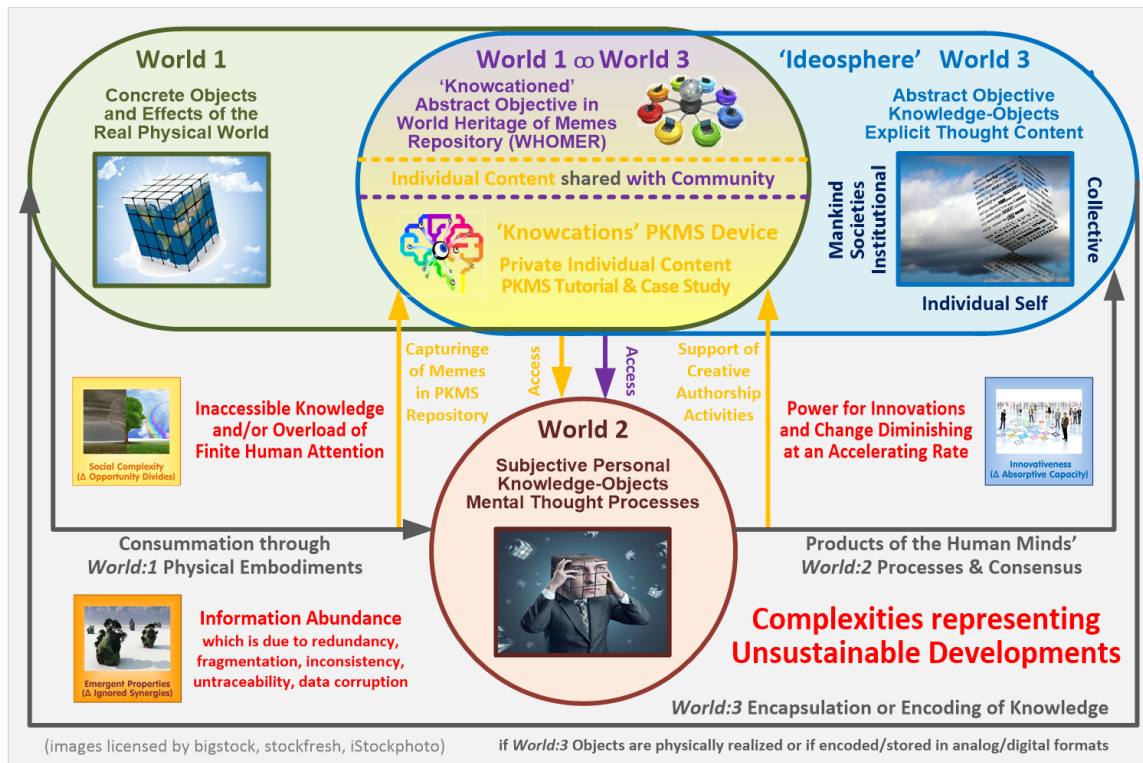 World 1
Concrete Objects
and Effects of the
Real Physical World
World 1 ∞ World 3
'Knowcationed'
Abstract Objective in
World Heritage of Memes
Repository (WHOMER)
Individual Content shared with Community
'Knowcations' PKMS Device
Private Individual Content
PKMS Tutorial & Case Study
'Ideosphere' World 3
Abstract Objective
Knowledge-Objects
Explicit Thought Content
Mankind
Societies
Institutional
Collective
Individual Self
Capturinge
of Memes
in PKMS
Repository
Access
Access
Support of
Creative
Authorship
Activities
Social Complexity
(Δ Opportunity Divides)
Inaccessible Knowledge
and/or Overload of
Finite Human Attention
World 2
Subjective Personal
Knowledge-Objects
Mental Thought Processes
Power for Innovations
and Change Diminishing
at an Accelerating Rate
Innovativeness
(Δ Absorptive Capacity)
Consummation through
World:1 Physical Embodiments
Products of the Human Minds'
World:2 Processes & Consensus
Emergent Properties
(Δ Ignored Synergies)
Information Abundance
which is due to redundancy,
fragmentation, inconsistency,
untraceability, data corruption
Complexities representing
Unsustainable Developments
World:3 Encapsulation or Encoding of Knowledge
(images licensed by bigstock, stockfresh, iStockphoto)
if World:3 Objects are physically realized or if encoded/stored in analog/digital formats